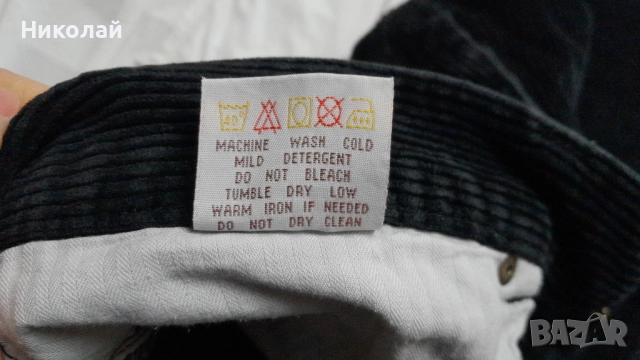 Николай
40°
MACHINE WASH COLD
MILD DETERGENT
DO NOT BLEACH
TUMBLE DRY LOW
WARM IRON IF NEEDED
DO NOT DRY CLEAN
BAZAR